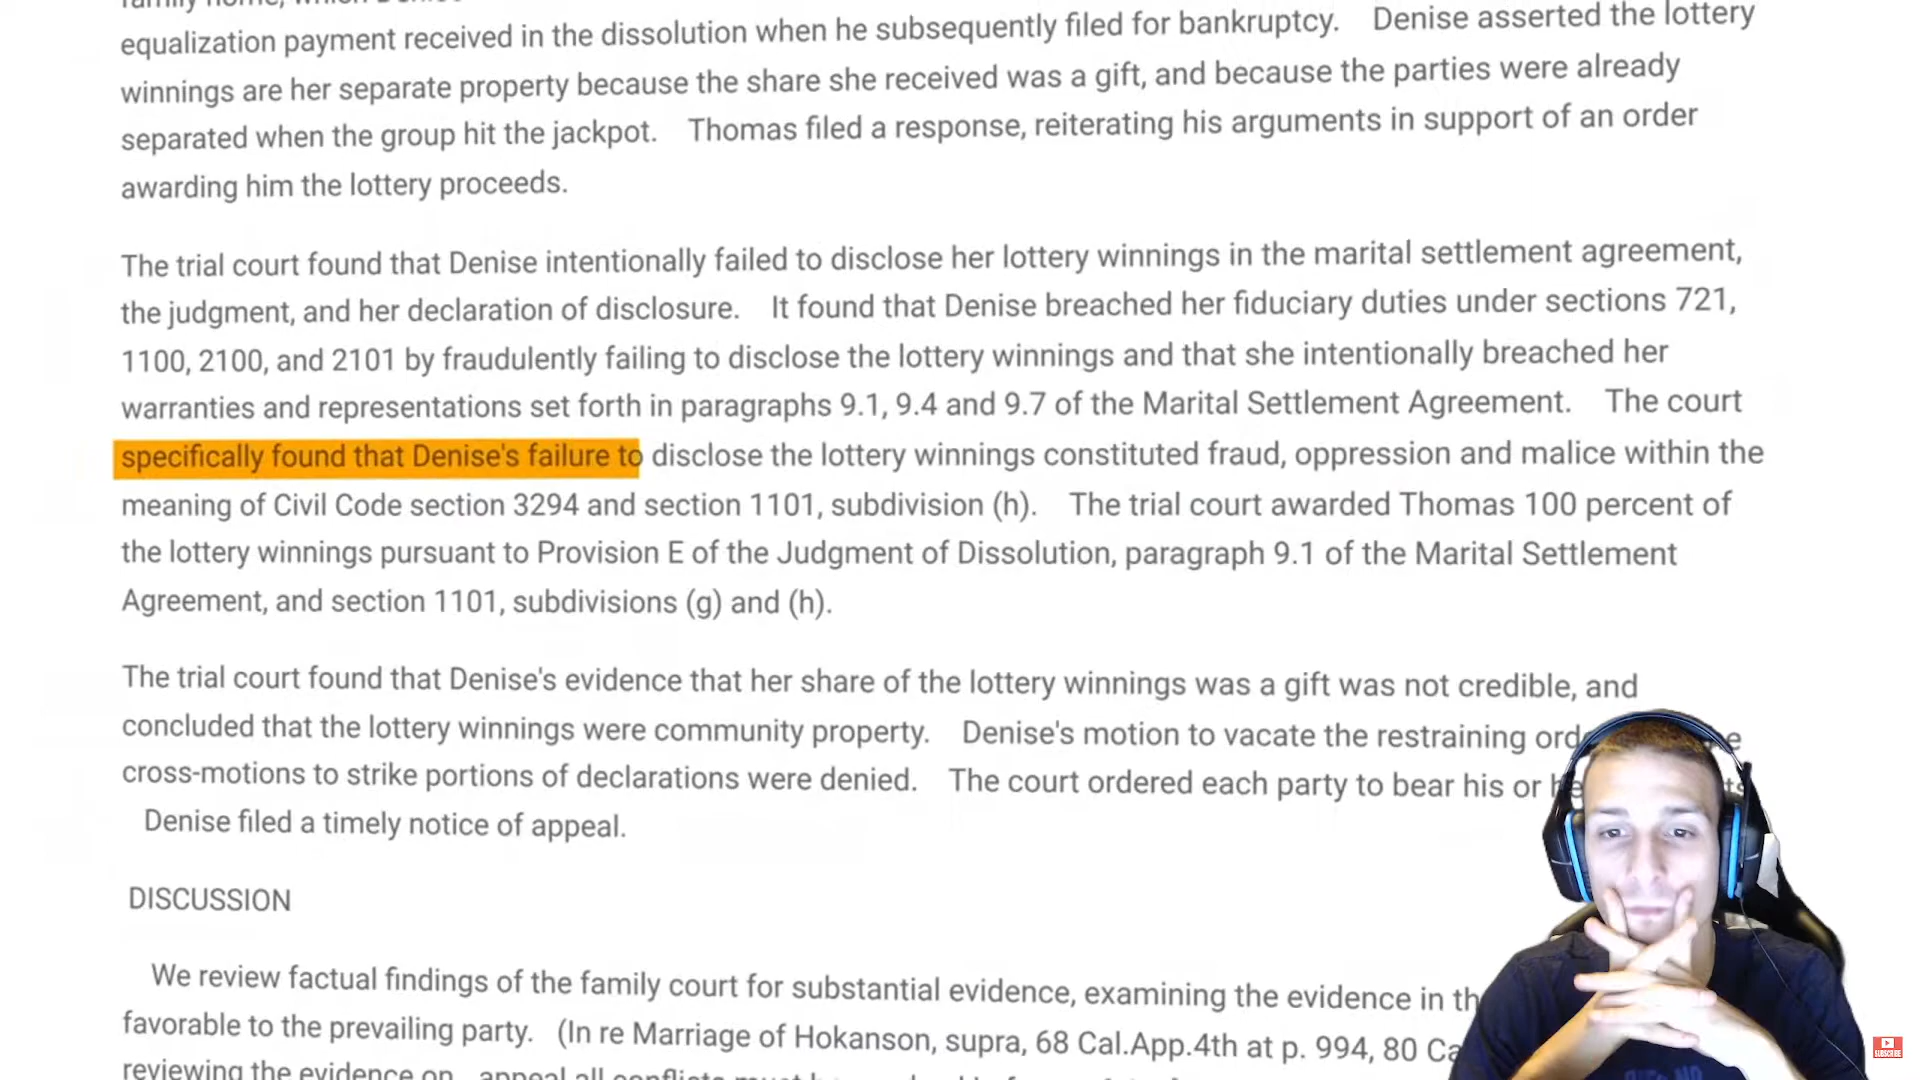 equalization payment received in the dissolution when he subsequently filed for bankruptcy. Denise asserted the lottery
winnings are her separate property because the share she received was a gift, and because the parties were already
separated when the group hit the jackpot. Thomas filed a response, reiterating his arguments in support of an order
awarding him the lottery proceeds.
The trial court found that Denise intentionally failed to disclose her lottery winnings in the marital settlement agreement,
the judgment, and her declaration of disclosure. It found that Denise breached her fiduciary duties under sections 721,
1100, 2100, and 2101 by fraudulently failing to disclose the lottery winnings and that she intentionally breached her
warranties and representations set forth in paragraphs 9.1, 9.4 and 9.7 of the Marital Settlement Agreement. The court
specifically found that Denise's failure to disclose the lottery winnings constituted fraud, oppression and malice within the
meaning of Civil Code section 3294 and section 1101, subdivision (h). The trial court awarded Thomas 100 percent of
the lottery winnings pursuant to Provision E of the Judgment of Dissolution, paragraph 9.1 of the Marital Settlement
Agreement, and section 1101, subdivisions (g) and (h).
The trial court found that Denise's evidence that her share of the lottery winnings was a gift was not credible, and
concluded that the lottery winnings were community property. Denise's motion to vacate the restraining
cross-motions to strike portions of declarations were denied. The court ordered each party to bear his or
Denise filed a timely notice of appeal.
DISCUSSION
We review factual findings of the family court for substantial evidence, examining the evidence in
favorable to the prevailing party. (In re Marriage of Hokanson, supra, 68 Cal.App.4th at p. 994, 80
reviewing the evidence on
SUBSCRIBE